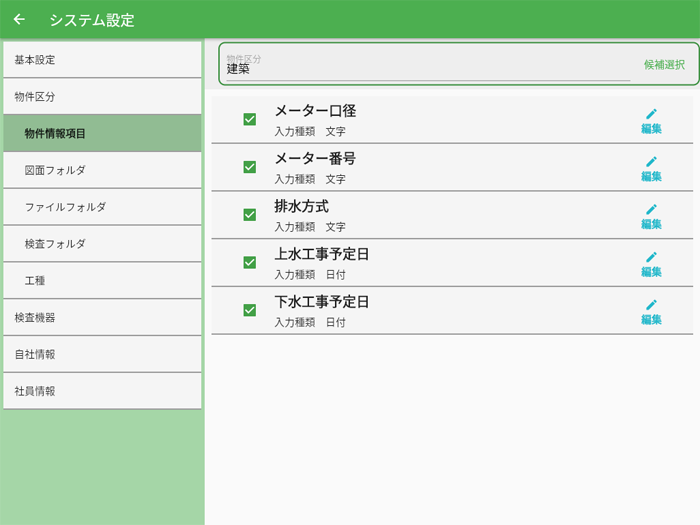 システム設定
基本設定
物件区分
物件情報項目
図面フォルダ
ファイルフォルダ
検査フォルダ
工種
検査機器
自社情報
社員情報
物件区分
建築
候補選択
メーター口径
入力種類 文字
編集
メーター番号
入力種類 文字
編集
排水方式
入力種類 文字
編集
上水工事予定日
入力種類 日付
編集
下水工事予定日
入力種類 日付
編集